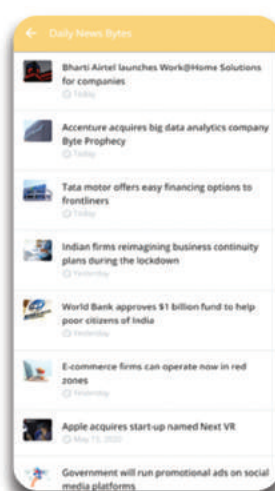 Daily News Bytes
Bharti Airtel launches Work@Home Solutions
for companies
Today
Accenture acquires big data analytics company
Byte Prophecy
Today
Tata motor offers easy financing options to
frontliners
Today
Indian firms reimagining business continuity
plans during the lockdown
Yesterday
World Bank approves $1 billion fund to help
poor citizens of India
Yesterday
E-commerce firms can operate now in red
zones
Yesterday
Apple acquires start-up named Next VR
May 15, 2020
Government will run promotional ads on social
media platforms